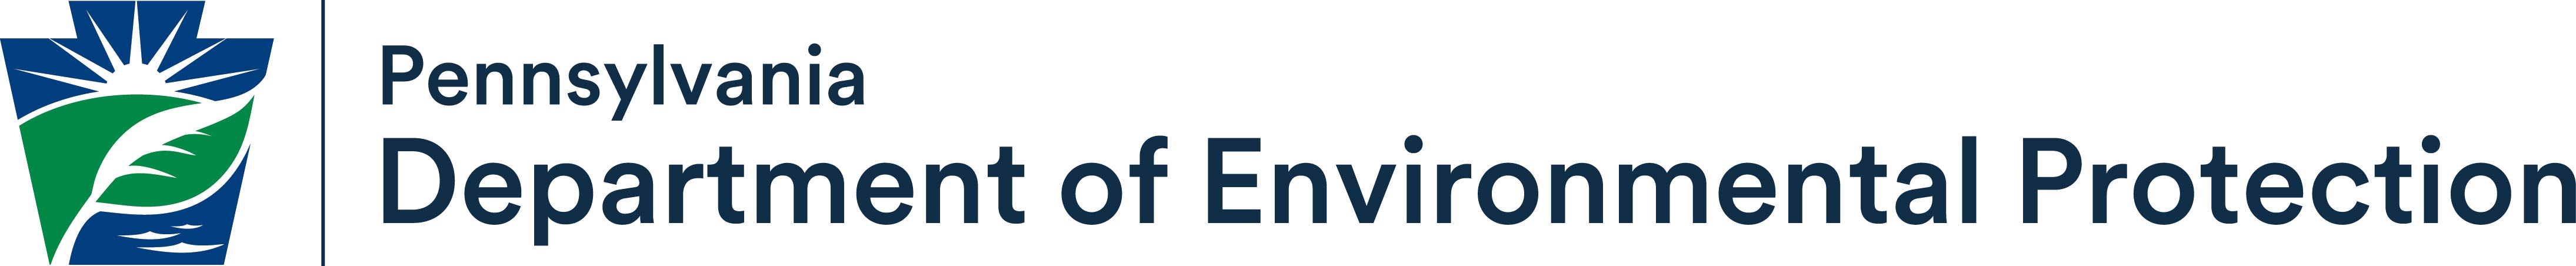 Pennsylvania
Department of Environmental Protection